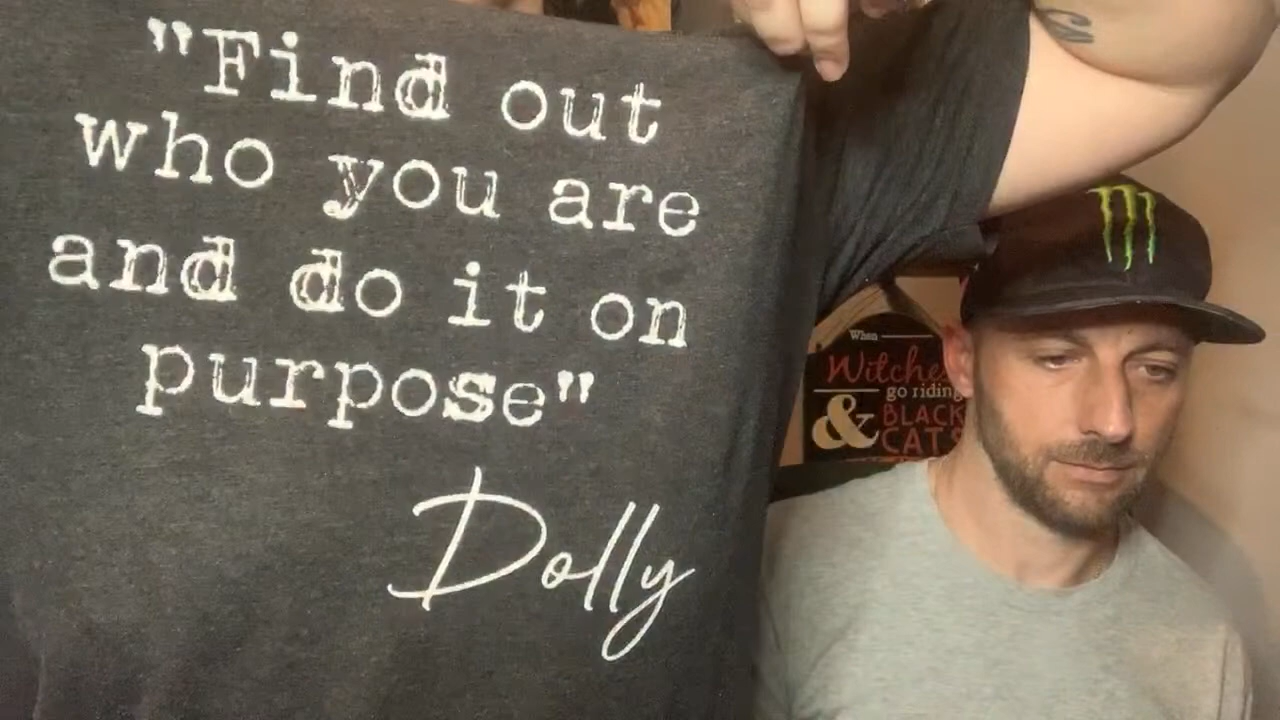 "Find out
who you are
and do it on
purpose"
Dolly
When
Witches
go riding
&
BLACK
CATS